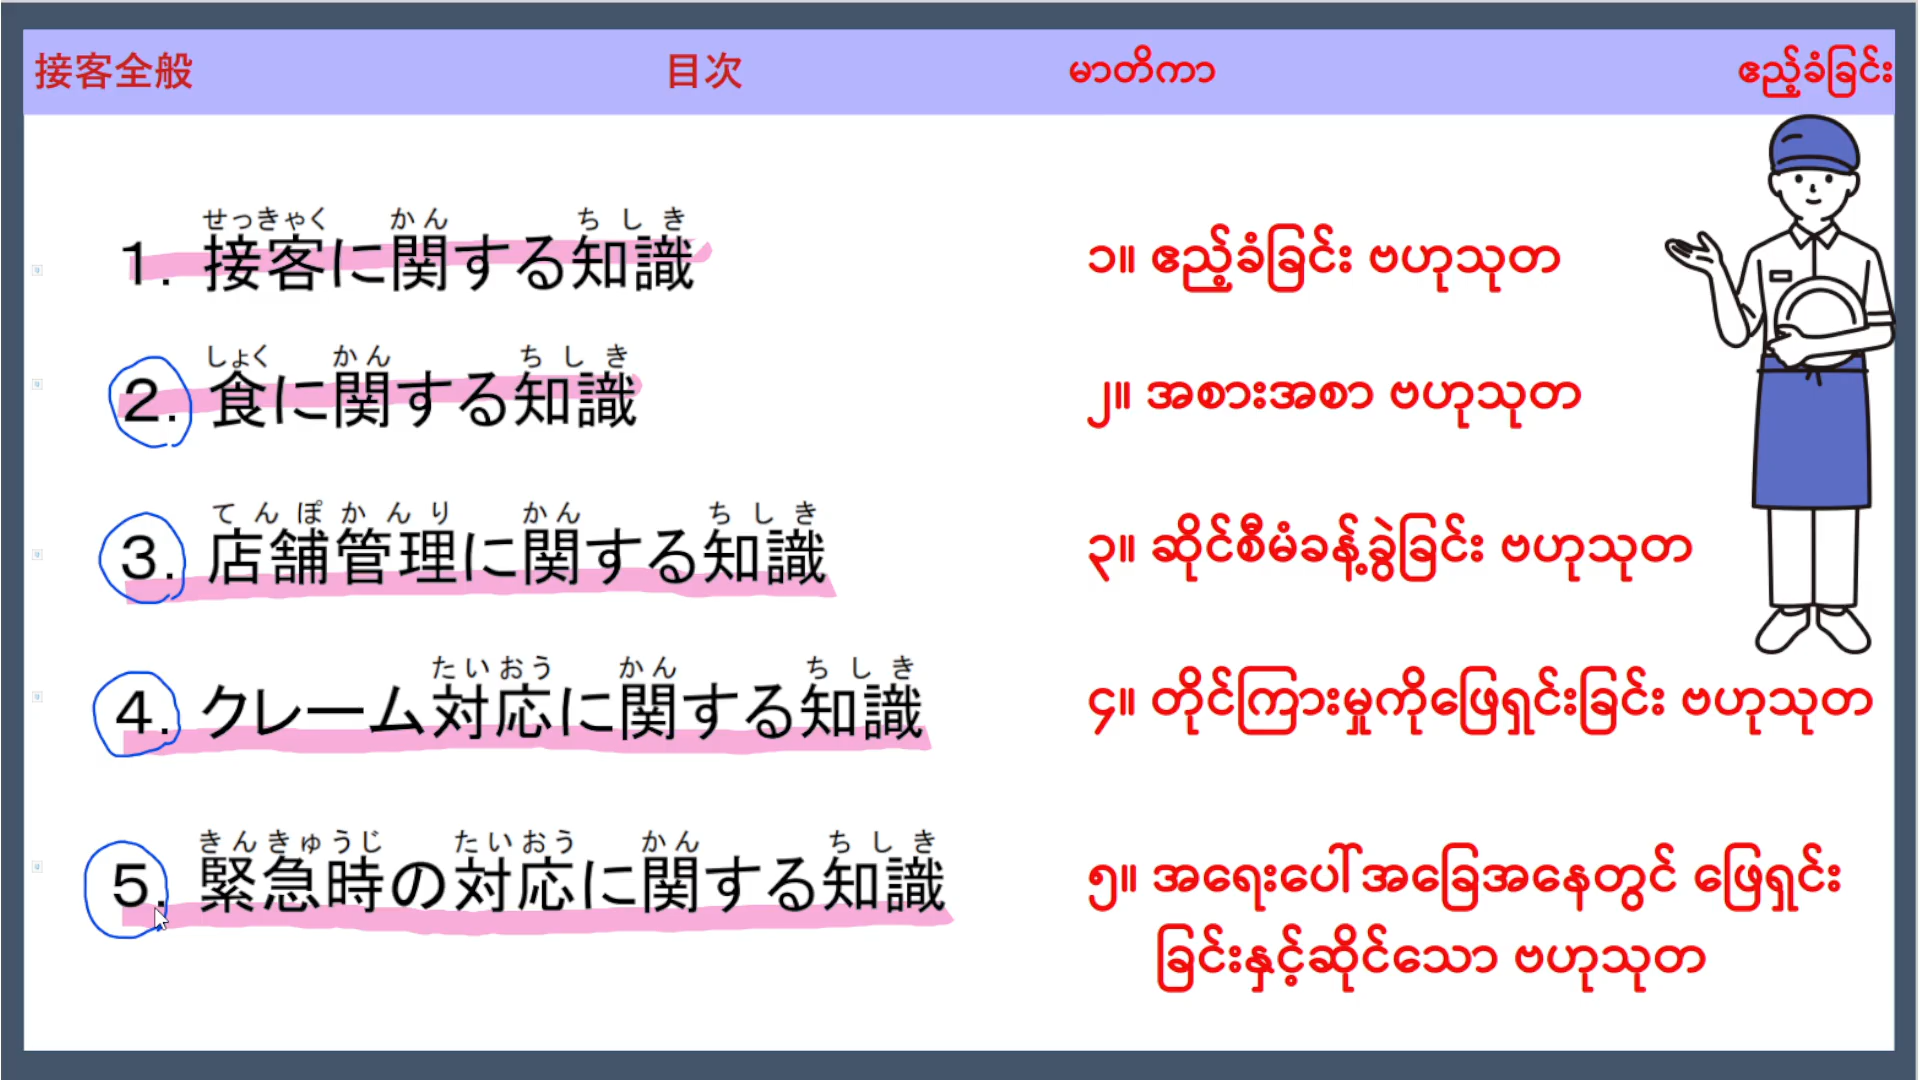 接客全般 目次 မာတိကာ ဧည့်ခံခြင်း
せっきゃく かん ちしき
1. 接客に関する知識 ၁။ ဧည့်ခံခြင်း ဗဟုသုတ
しょく かん ちしき
2. 食に関する知識 ၂။ အစားအစာ ဗဟုသုတ
てんぽかんり かん ちしき
3. 店舗管理に関する知識 ၃။ ဆိုင်စီမံခန့်ခွဲခြင်း ဗဟုသုတ
たいおう かん ちしき
4. クレーム対応に関する知識 ၄။ တိုင်ကြားမှုကိုဖြေရှင်းခြင်း ဗဟုသုတ
きんきゅうじ たいおう かん ちしき
5. 緊急時の対応に関する知識 ၅။ အရေးပေါ်အခြေအနေတွင် ဖြေရှင်း
ခြင်းနှင့်ဆိုင်သော ဗဟုသုတ